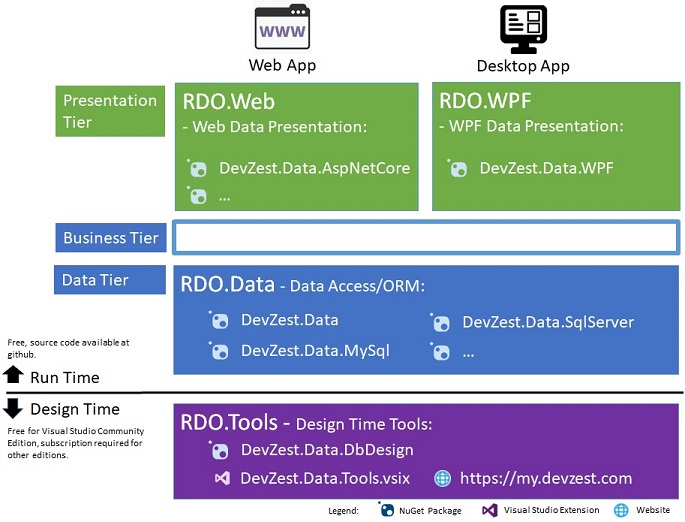 WWW
Web App
Desktop App
Presentation
Tier
RDO.Web
- Web Data Presentation:
DevZest.Data.AspNetCore
...
RDO.WPF
- WPF Data Presentation:
DevZest.Data.WPF
Business Tier
Data Tier
RDO.Data - Data Access/ORM:
DevZest.Data
DevZest.Data.SqlServer
DevZest.Data.MySql
...
Free, source code available at
github.
Run Time
Design Time
Free for Visual Studio Community
Edition, subscription required for
other editions.
RDO.Tools - Design Time Tools:
DevZest.Data.DbDesign
DevZest.Data.Tools.vsix
https://my.devzest.com
Legend:
NuGet Package
Visual Studio Extension
Website